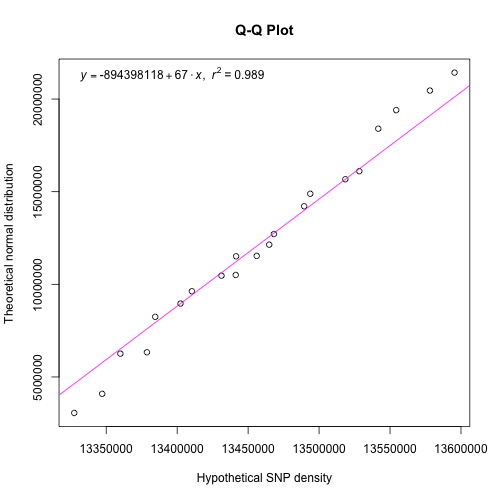 Q-Q Plot
y = -894398118 + 67 · x, r² = 0.989
20000000
15000000
10000000
5000000
Theoretical normal distribution
13350000 13400000 13450000 13500000 13550000 13600000
Hypothetical SNP density